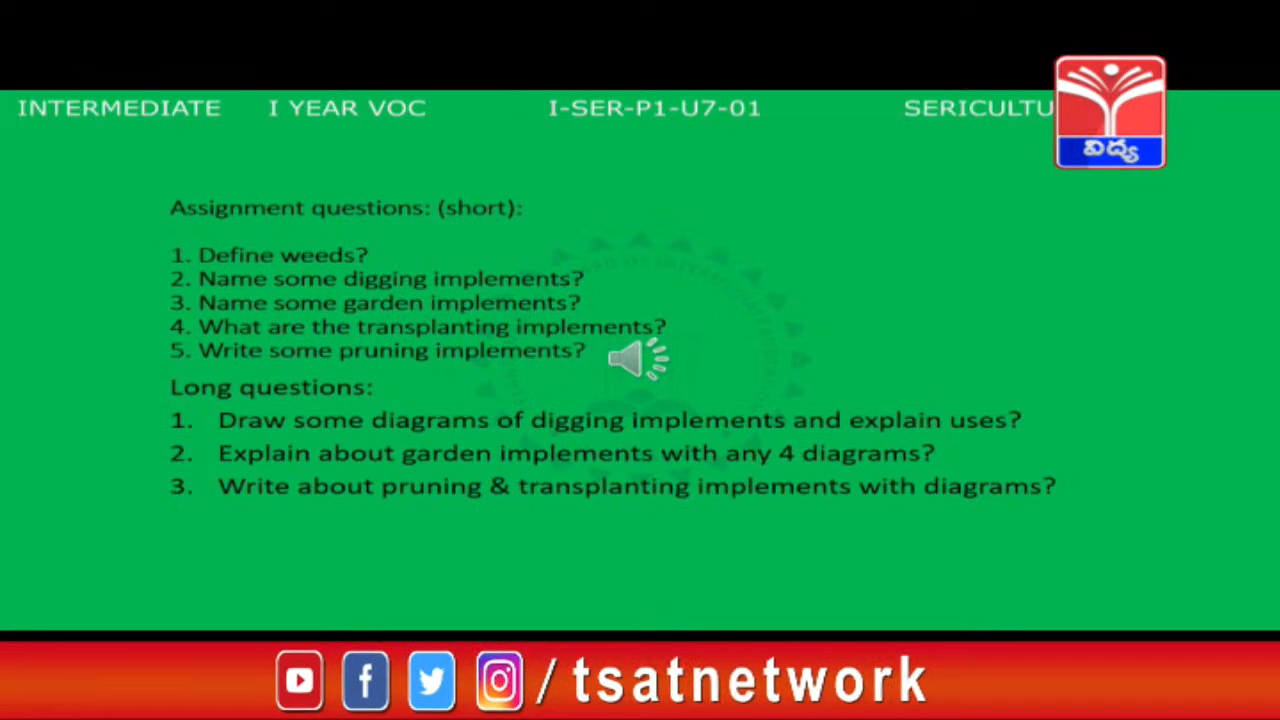 INTERMEDIATE I YEAR VOC I-SER-P1-U7-01 SERICULTU
విద్య
Assignment questions: (short):
1. Define weeds?
2. Name some digging implements?
3. Name some garden implements?
4. What are the transplanting implements?
5. Write some pruning implements?
Long questions:
1. Draw some diagrams of digging implements and explain uses?
2. Explain about garden implements with any 4 diagrams?
3. Write about pruning & transplanting implements with diagrams?
/ tsatnetwork